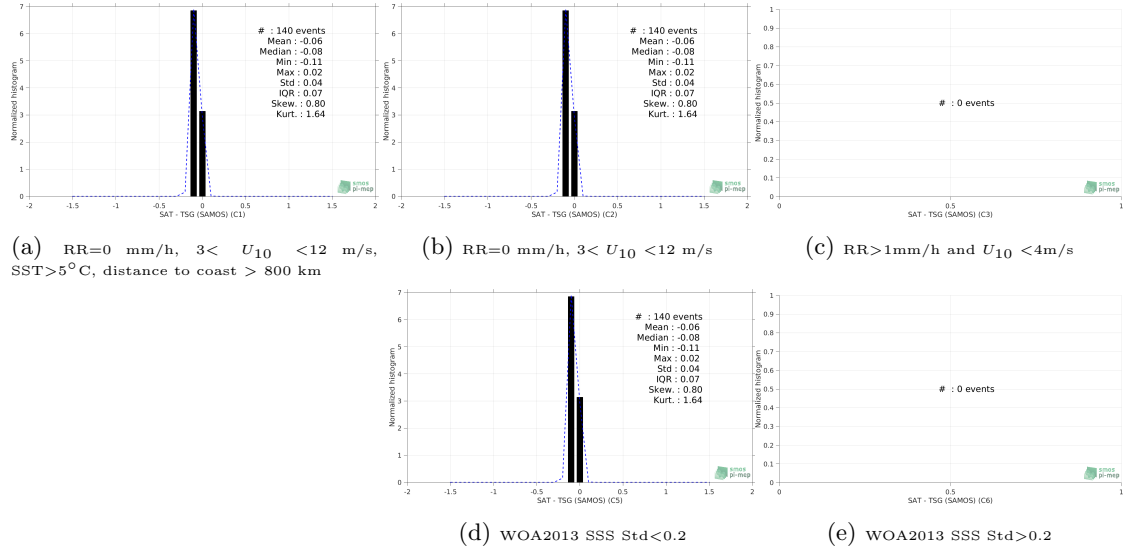 7
6
5
4
3
2
1
0
Normalized histogram
# : 140 events
Mean : -0.06
Median : -0.08
Min : -0.11
Max : 0.02
Std : 0.04
IQR : 0.07
Skew. : 0.80
Kurt. : 1.64
smos
pi-mep
-2 -1.5 -1 -0.5 0 0.5 1 1.5 2
SAT - TSG (SAMOS) (C1)
(a) RR=0 mm/h, 3< U10 <12 m/s,
SST>5°C, distance to coast > 800 km
7
6
5
4
3
2
1
0
Normalized histogram
# : 140 events
Mean : -0.06
Median : -0.08
Min : -0.11
Max : 0.02
Std : 0.04
IQR : 0.07
Skew. : 0.80
Kurt. : 1.64
smos
pi-mep
-2 -1.5 -1 -0.5 0 0.5 1 1.5 2
SAT - TSG (SAMOS) (C2)
(b) RR=0 mm/h, 3< U10 <12 m/s
1
0.9
0.8
0.7
0.6
0.5
0.4
0.3
0.2
0.1
0
Normalized histogram
# : 0 events
smos
pi-mep
0 0.5 1
SAT - TSG (SAMOS) (C3)
(c) RR>1mm/h and U10 <4m/s
7
6
5
4
3
2
1
0
Normalized histogram
# : 140 events
Mean : -0.06
Median : -0.08
Min : -0.11
Max : 0.02
Std : 0.04
IQR : 0.07
Skew. : 0.80
Kurt. : 1.64
smos
pi-mep
-2 -1.5 -1 -0.5 0 0.5 1 1.5 2
SAT - TSG (SAMOS) (C5)
(d) WOA2013 SSS Std<0.2
1
0.9
0.8
0.7
0.6
0.5
0.4
0.3
0.2
0.1
0
Normalized histogram
# : 0 events
smos
pi-mep
0 0.5 1
SAT - TSG (SAMOS) (C6)
(e) WOA2013 SSS Std>0.2